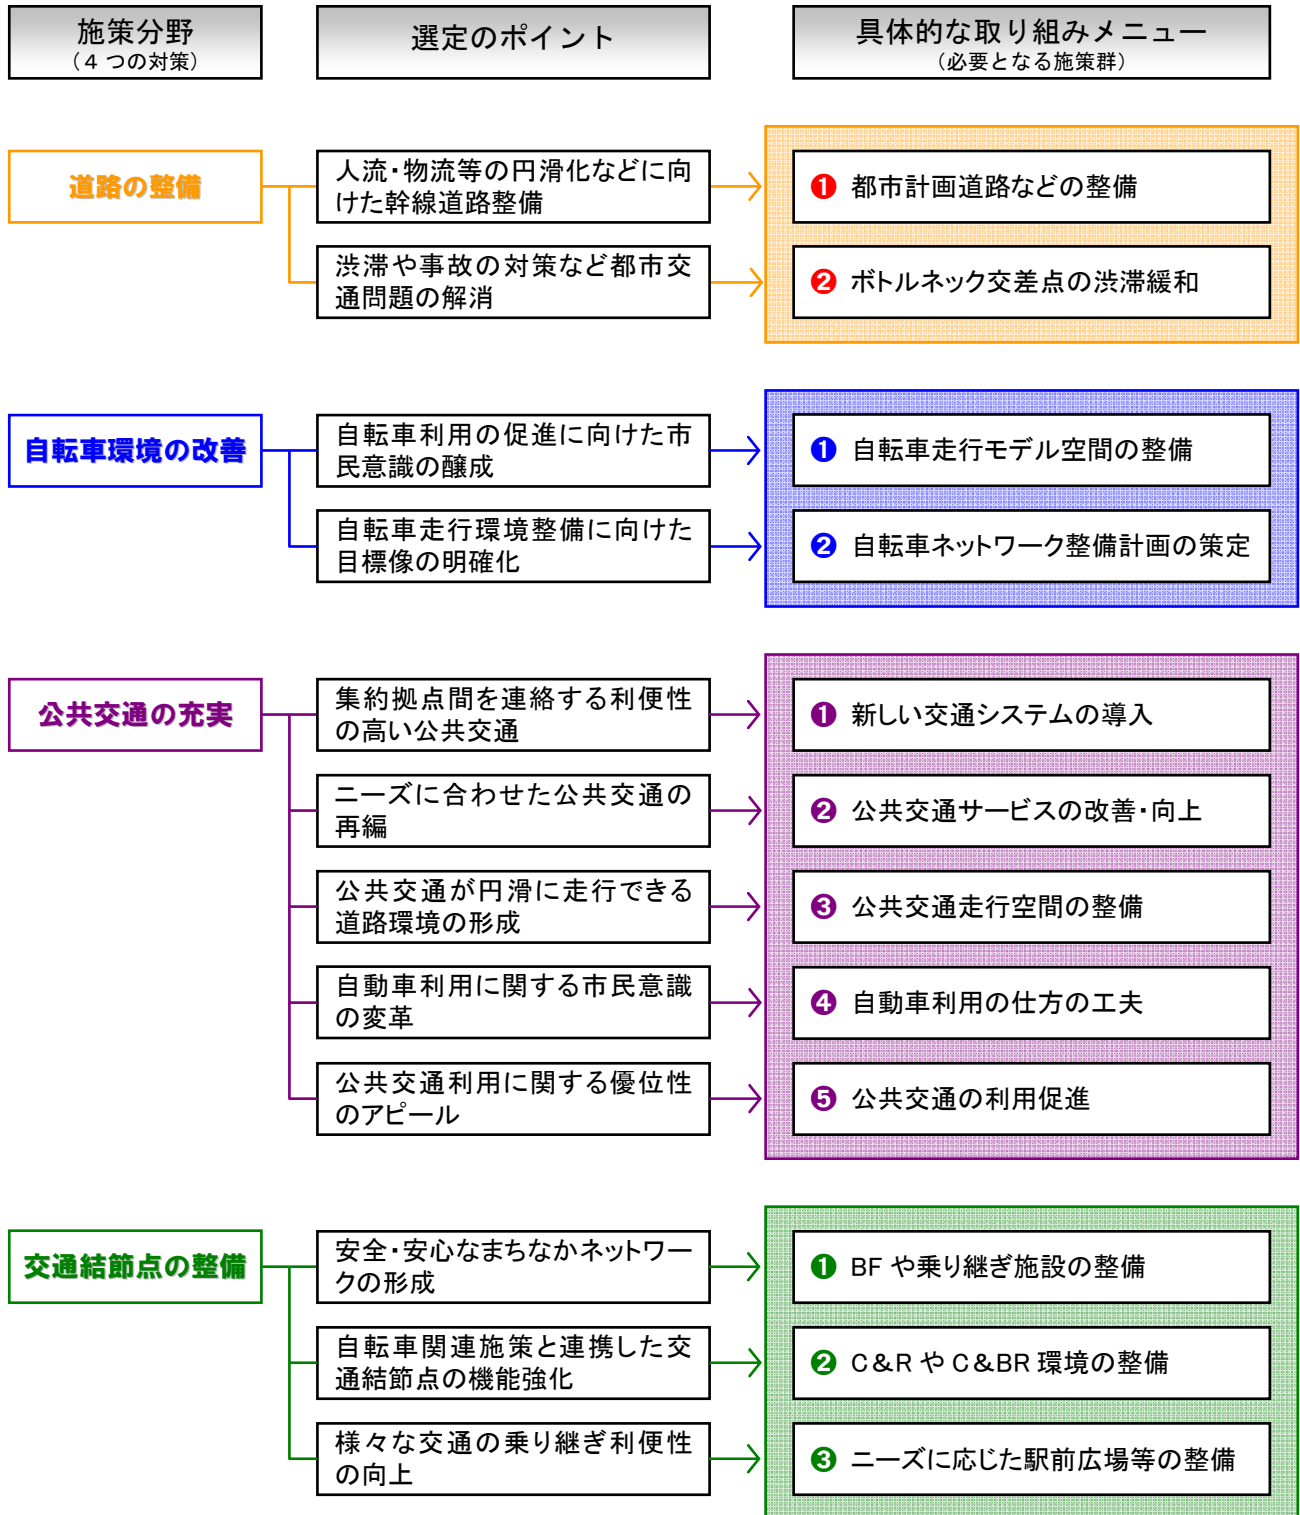 施策分野
（4 つの対策）
選定のポイント
具体的な取り組みメニュー
（必要となる施策群）
道路の整備
人流・物流等の円滑化などに向
けた幹線道路整備
❶ 都市計画道路などの整備
渋滞や事故の対策など都市交
通問題の解消
❷ ボトルネック交差点の渋滞緩和
自転車環境の改善
自転車利用の促進に向けた市
民意識の醸成
❶ 自転車走行モデル空間の整備
自転車走行環境整備に向けた
目標像の明確化
❷ 自転車ネットワーク整備計画の策定
公共交通の充実
集約拠点間を連絡する利便性
の高い公共交通
❶ 新しい交通システムの導入
ニーズに合わせた公共交通の
再編
❷ 公共交通サービスの改善・向上
公共交通が円滑に走行できる
道路環境の形成
❸ 公共交通走行空間の整備
自動車利用に関する市民意識
の変革
❹ 自動車利用の仕方の工夫
公共交通利用に関する優位性
のアピール
❺ 公共交通の利用促進
交通結節点の整備
安全・安心なまちなかネットワー
クの形成
❶ BF や乗り継ぎ施設の整備
自転車関連施策と連携した交
通結節点の機能強化
❷ C&R や C&BR 環境の整備
様々な交通の乗り継ぎ利便性
の向上
❸ ニーズに応じた駅前広場等の整備